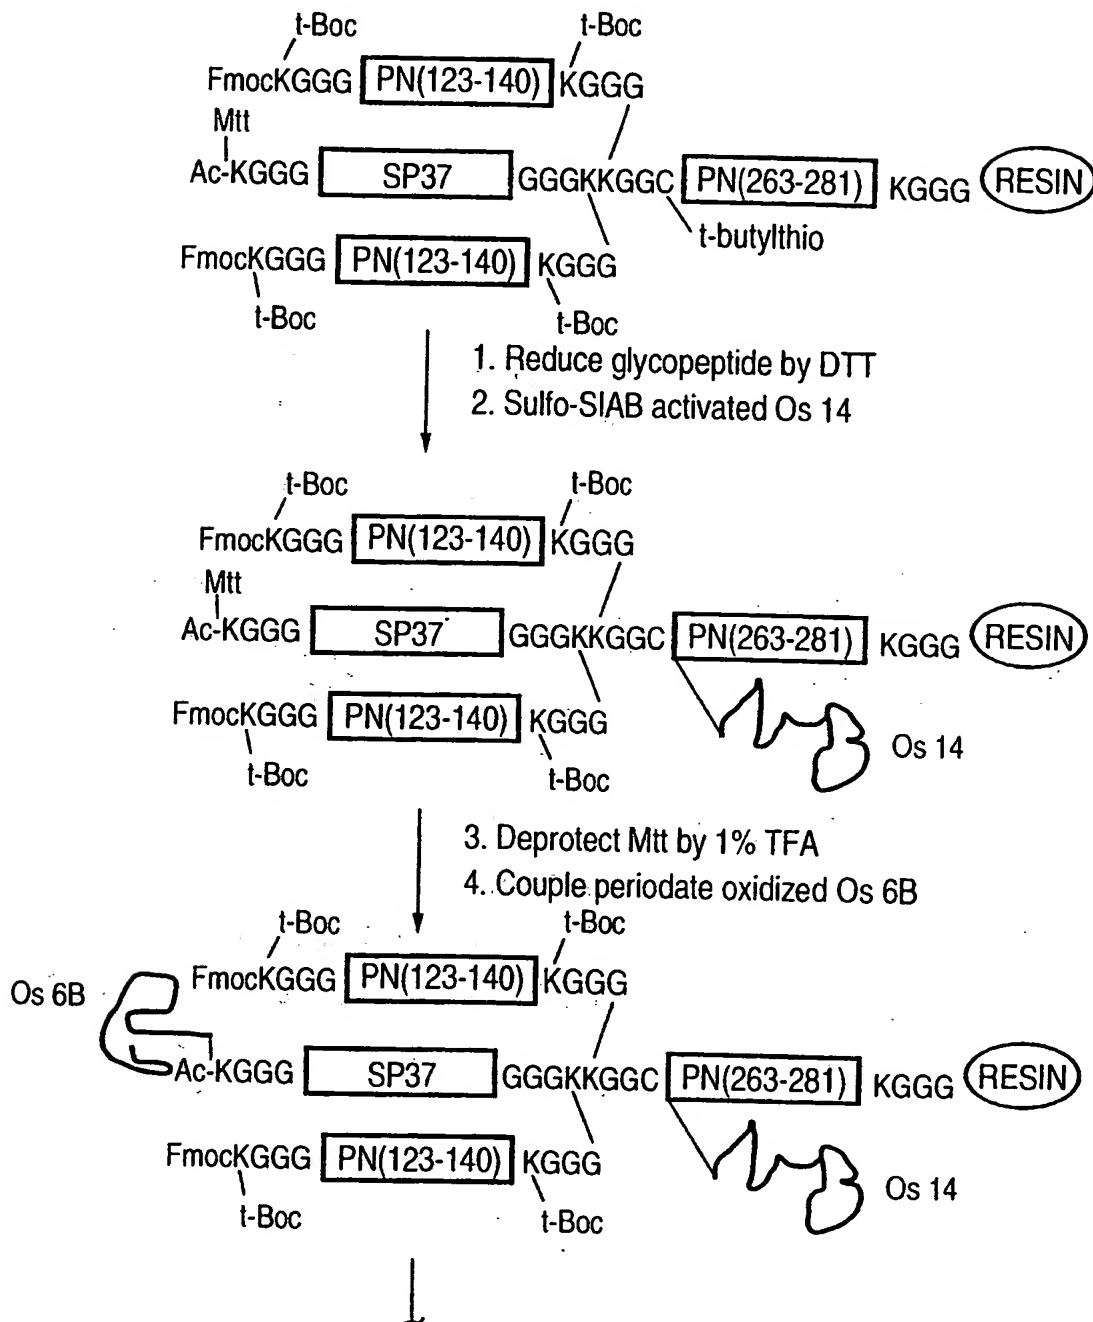 t-Boc t-Boc
FmocKGGG PN(123-140) KGGG
Mtt
Ac-KGGG SP37 GGGKKGGC PN(263-281) KGGG RESIN
t-butylthio
FmocKGGG PN(123-140) KGGG
t-Boc t-Boc
1. Reduce glycopeptide by DTT
2. Sulfo-SIAB activated Os 14
t-Boc t-Boc
FmocKGGG PN(123-140) KGGG
Mtt
Ac-KGGG SP37 GGGKKGGC PN(263-281) KGGG RESIN
FmocKGGG PN(123-140) KGGG
Os 14
t-Boc t-Boc
3. Deprotect Mtt by 1% TFA
4. Couple periodate oxidized Os 6B
t-Boc t-Boc
Os 6B FmocKGGG PN(123-140) KGGG
Ac-KGGG SP37 GGGKKGGC PN(263-281) KGGG RESIN
FmocKGGG PN(123-140) KGGG
Os 14
t-Boc t-Boc